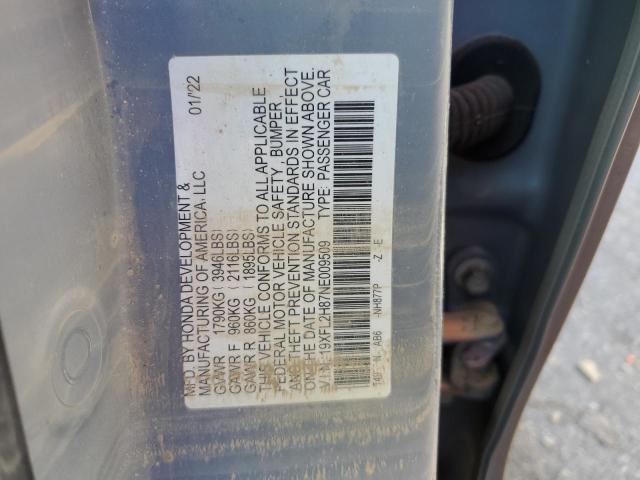 MFD. BY HONDA DEVELOPMENT &
MANUFACTURING OF AMERICA, LLC 01/'22
GVWR 1790KG (3946LBS)
GAWR F 960KG (2116LBS)
GAWR R 860KG (1895LBS)
THIS VEHICLE CONFORMS TO ALL APPLICABLE
FEDERAL MOTOR VEHICLE SAFETY, BUMPER,
AND THEFT PREVENTION STANDARDS IN EFFECT
ON THE DATE OF MANUFACTURE SHOWN ABOVE.
V.I.N: 19XFL2H87NE009509 TYPE: PASSENGER CAR
NH877P Z -E